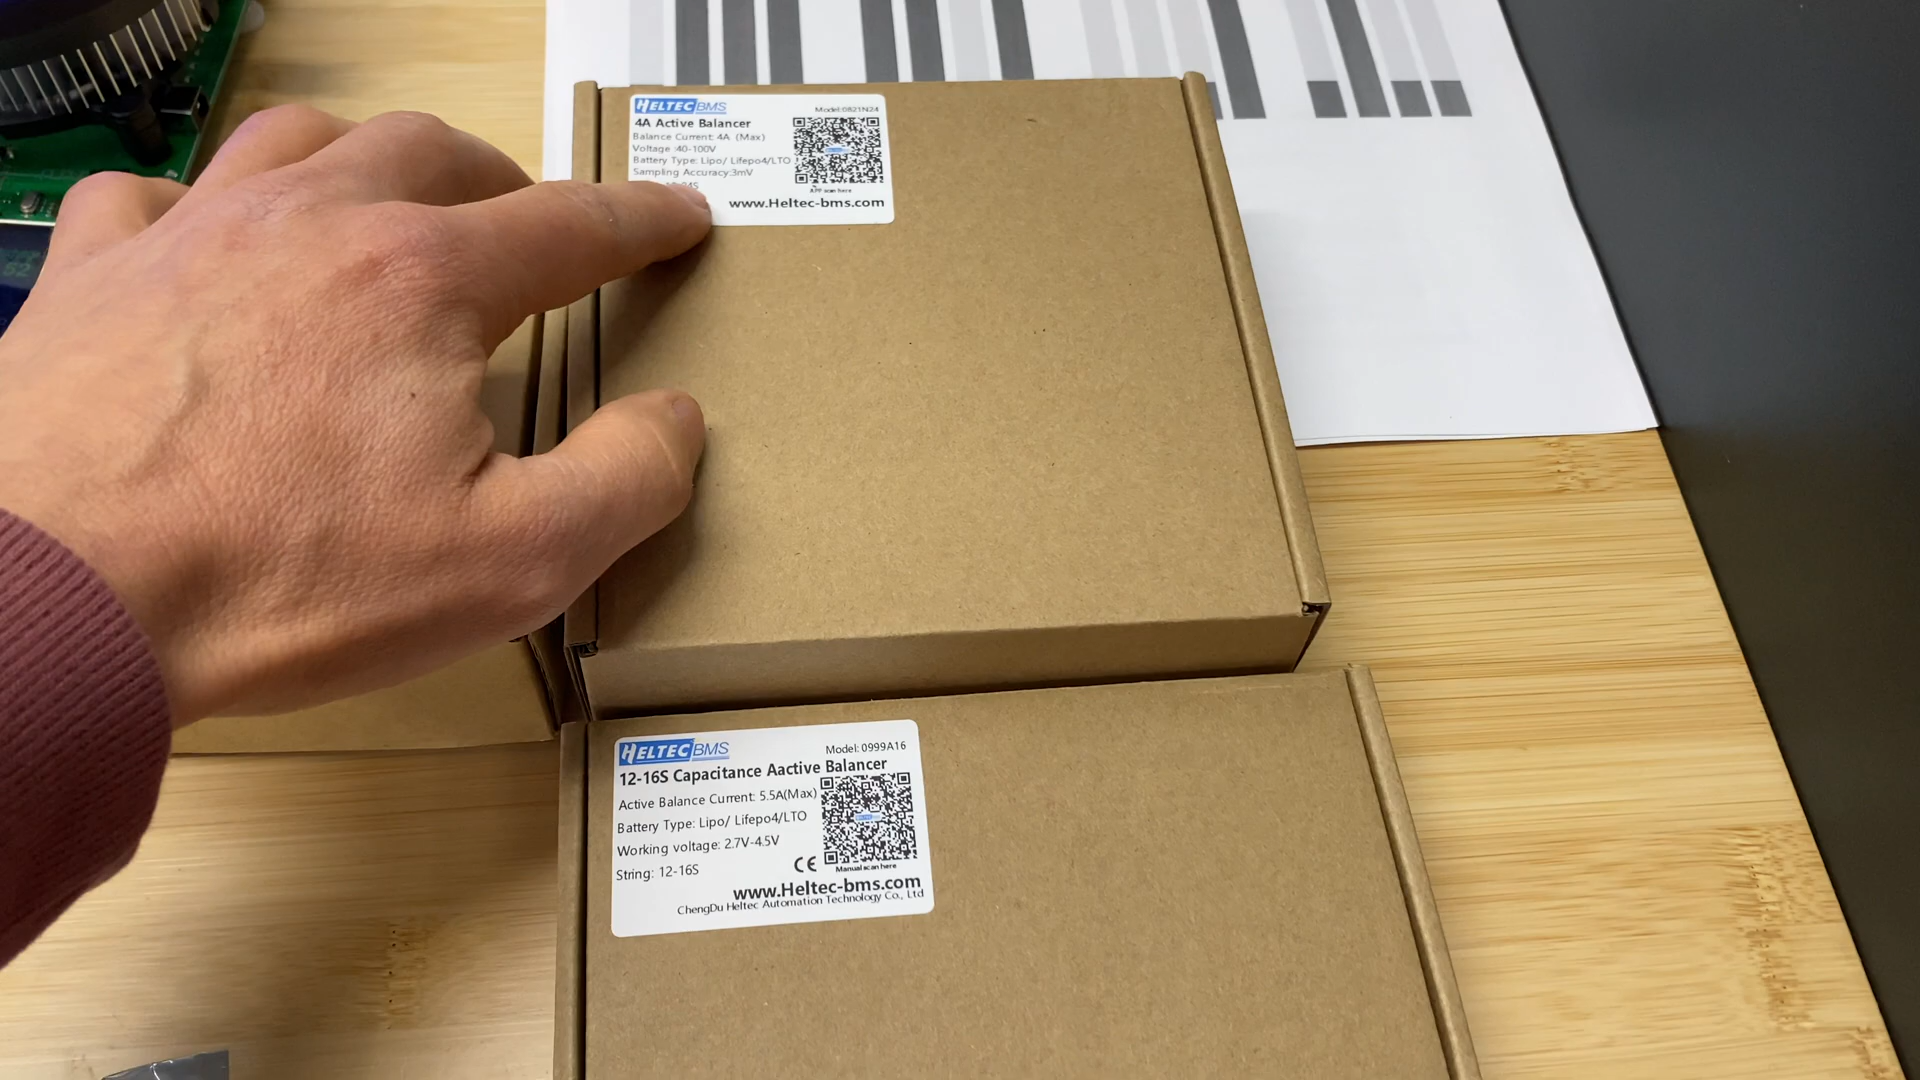 HELTEC BMS
Model:0821N24
4A Active Balancer
Balance Current: 4A (Max)
Voltage :40-100V
Battery Type: Lipo/ Lifepo4/LTO
Sampling Accuracy:3mV
APP scan here
www.Heltec-bms.com
HELTEC BMS
Model: 0999A16
12-16S Capacitance Aactive Balancer
Active Balance Current: 5.5A(Max)
Battery Type: Lipo/ Lifepo4/LTO
Working voltage: 2.7V-4.5V
String: 12-16S
CE
Manual scan here
www.Heltec-bms.com
ChengDu Heltec Automation Technology Co., Ltd
52